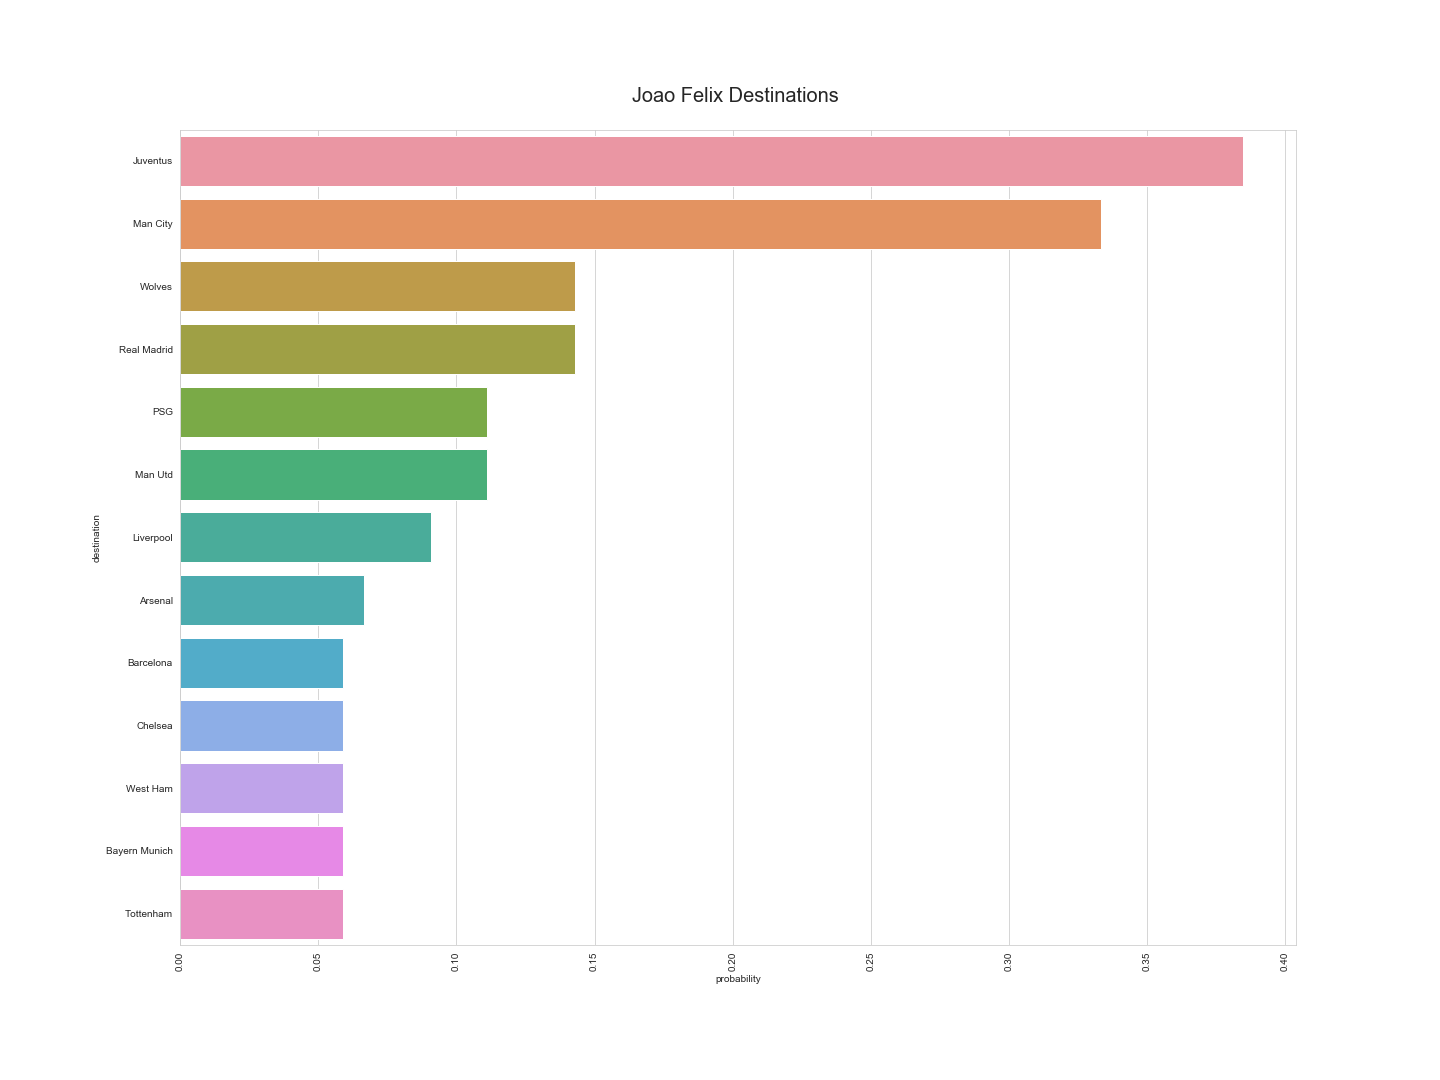 Joao Felix Destinations
Juventus
Man City
Wolves
Real Madrid
PSG
Man Utd
Liverpool
Arsenal
Barcelona
Chelsea
West Ham
Bayern Munich
Tottenham
destination
0.00
0.05
0.10
0.15
0.20
0.25
0.30
0.35
0.40
probability